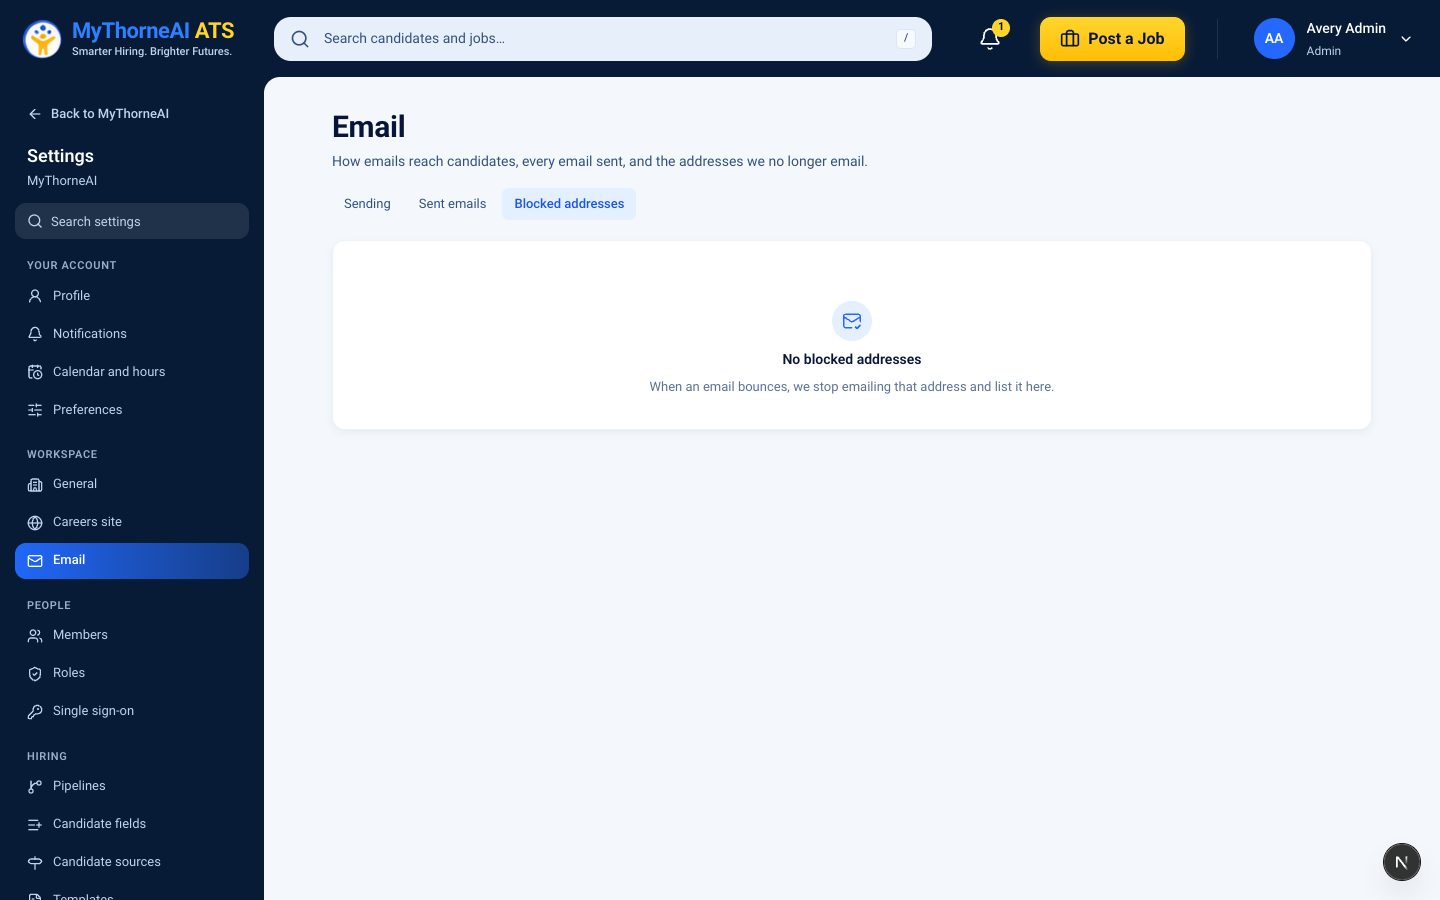 MyThorneAI ATS
Smarter Hiring. Brighter Futures.
Search candidates and jobs...
/
1
Post a Job
AA
Avery Admin
Admin
Back to MyThorneAI
Settings
MyThorneAI
Search settings
YOUR ACCOUNT
Profile
Notifications
Calendar and hours
Preferences
WORKSPACE
General
Careers site
Email
PEOPLE
Members
Roles
Single sign-on
HIRING
Pipelines
Candidate fields
Candidate sources
Templates
Email
How emails reach candidates, every email sent, and the addresses we no longer email.
Sending
Sent emails
Blocked addresses
No blocked addresses
When an email bounces, we stop emailing that address and list it here.
N